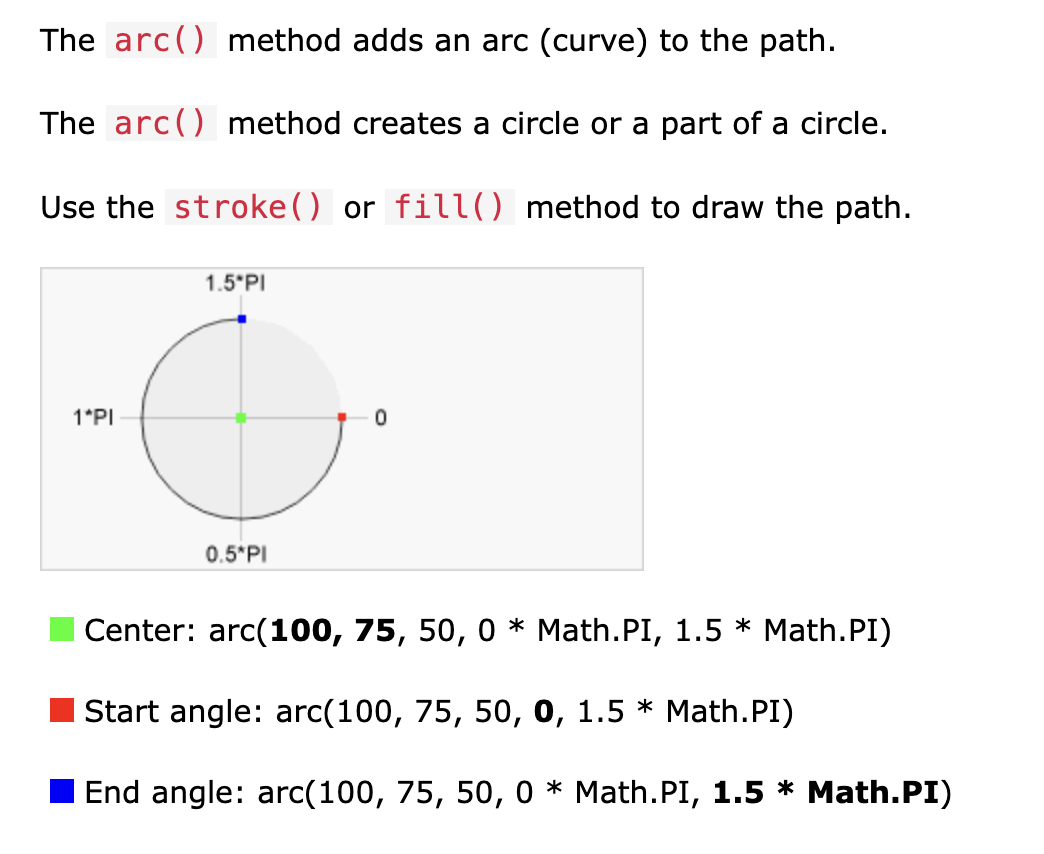 The arc() method adds an arc (curve) to the path.
The arc() method creates a circle or a part of a circle.
Use the stroke() or fill() method to draw the path.
1.5*PI
1*PI
0
0.5*PI
Center: arc(100, 75, 50, 0 * Math.PI, 1.5 * Math.PI)
Start angle: arc(100, 75, 50, 0, 1.5 * Math.PI)
End angle: arc(100, 75, 50, 0 * Math.PI, 1.5 * Math.PI)